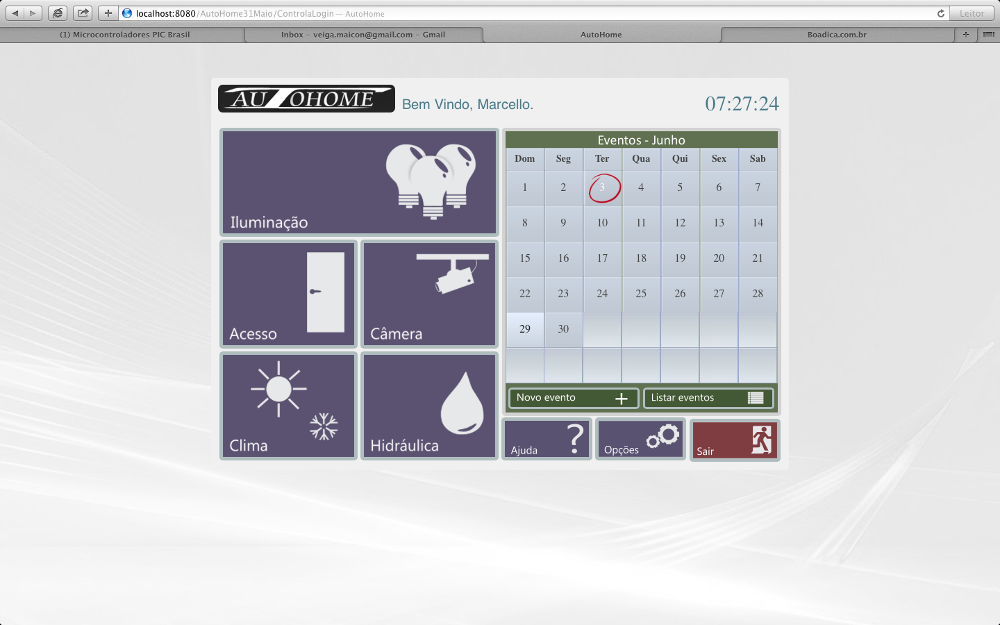 localhost:8080/AutoHome31Maio/ControlaLogin — AutoHome
Leitor
(1) Microcontroladores PIC Brasil
Inbox - veiga.maicon@gmail.com - Gmail
AutoHome
Boadica.com.br
AUTOHOME
Bem Vindo, Marcello.
07:27:24
Iluminação
Acesso
Câmera
Clima
Hidráulica
Eventos - Junho
Dom Seg Ter Qua Qui Sex Sab
1 2 3 4 5 6 7
8 9 10 11 12 13 14
15 16 17 18 19 20 21
22 23 24 25 26 27 28
29 30
Novo evento +
Listar eventos
Ajuda ?
Opções
Sair